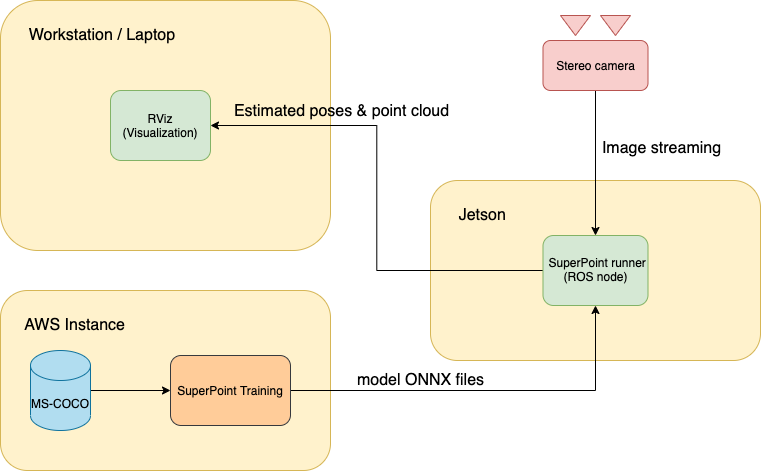 Workstation / Laptop
RViz
(Visualization)
Estimated poses & point cloud
Stereo camera
Image streaming
Jetson
SuperPoint runner
(ROS node)
AWS Instance
MS-COCO
SuperPoint Training
model ONNX files